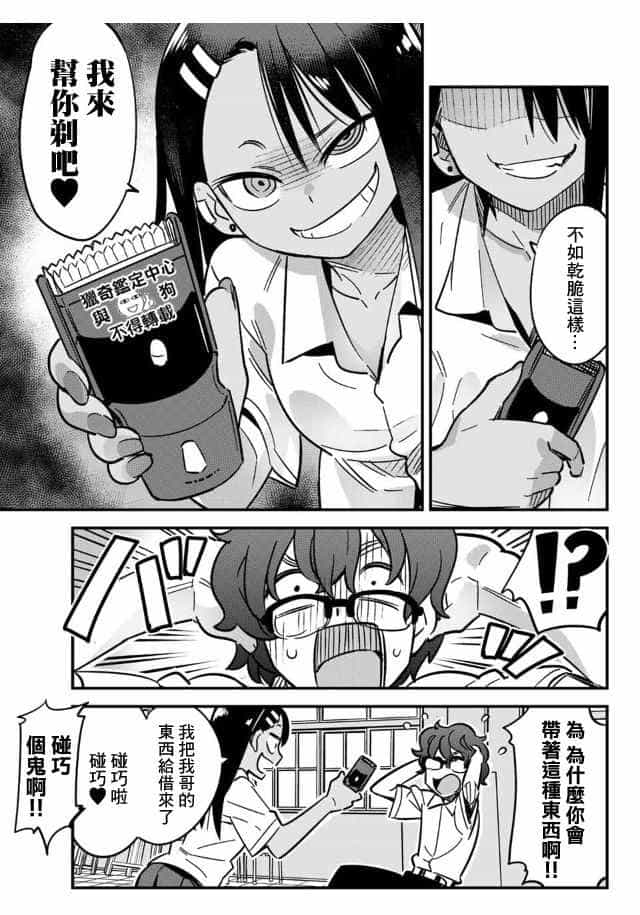 不如乾脆這樣…
我來
幫你剃吧♥
獵奇鑑定中心
與 狗
不得轉載
!?
為 為什麼你會
帶著這種東西啊!!
我把我哥的
東西給借來了
碰巧啦
碰巧♥
碰巧
個鬼啊!!